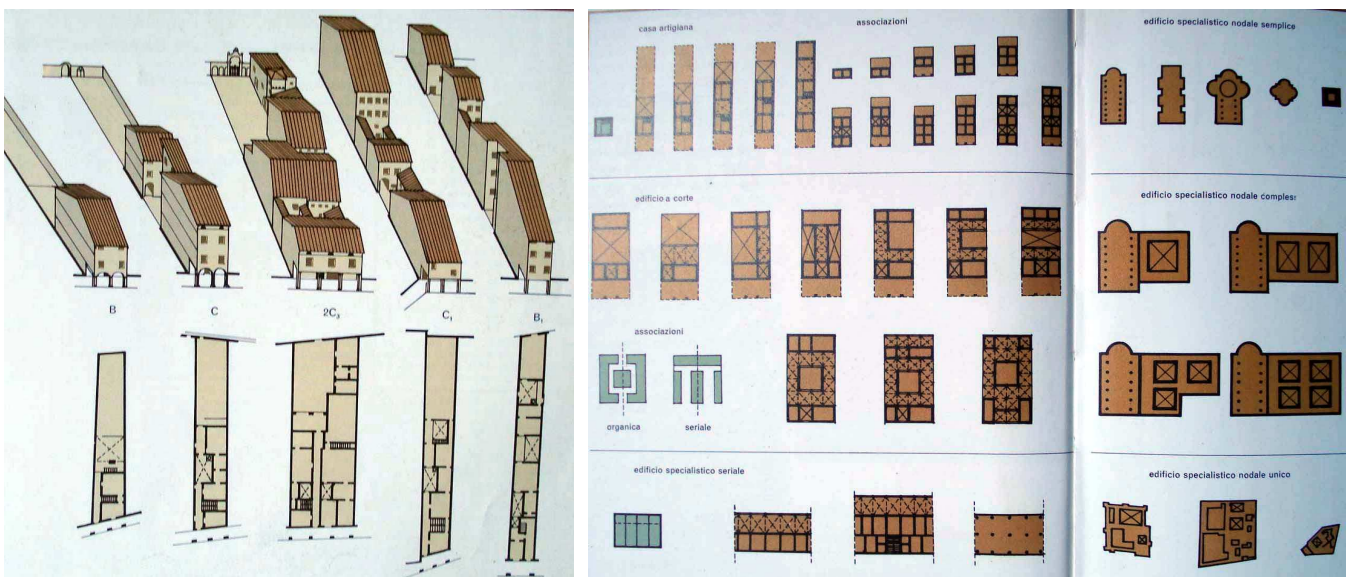 B
C
2C3
C1
B1
casa artigiana
associazioni
edificio a corte
associazioni
organica
seriale
edificio specialistico seriale
edificio specialistico nodale semplice
edificio specialistico nodale comples
edificio specialistico nodale unico